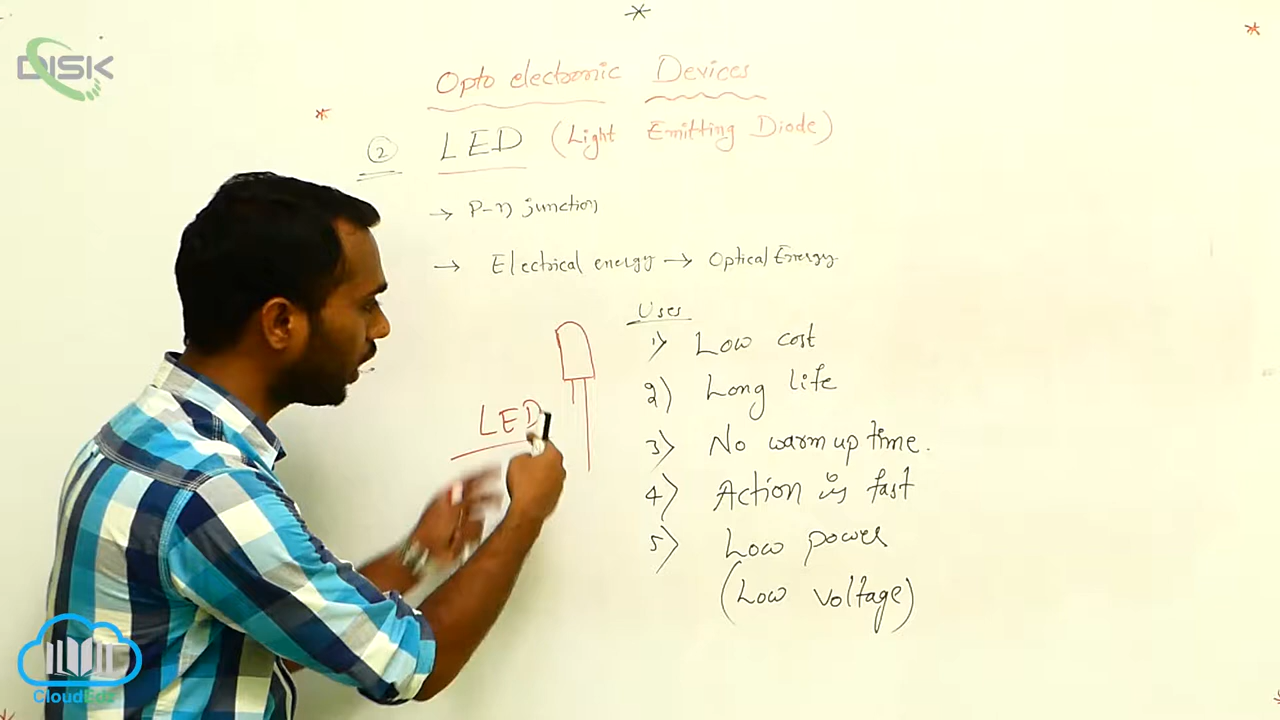 DISK
Opto electronic Devices
② LED (Light Emitting Diode)
→ P-n junction
→ Electrical energy → Optical Energy
Uses
1) Low cost
2) Long life
LED
3) No warm up time.
4) Action is fast
5) Low power
(Low voltage)
CloudEdz